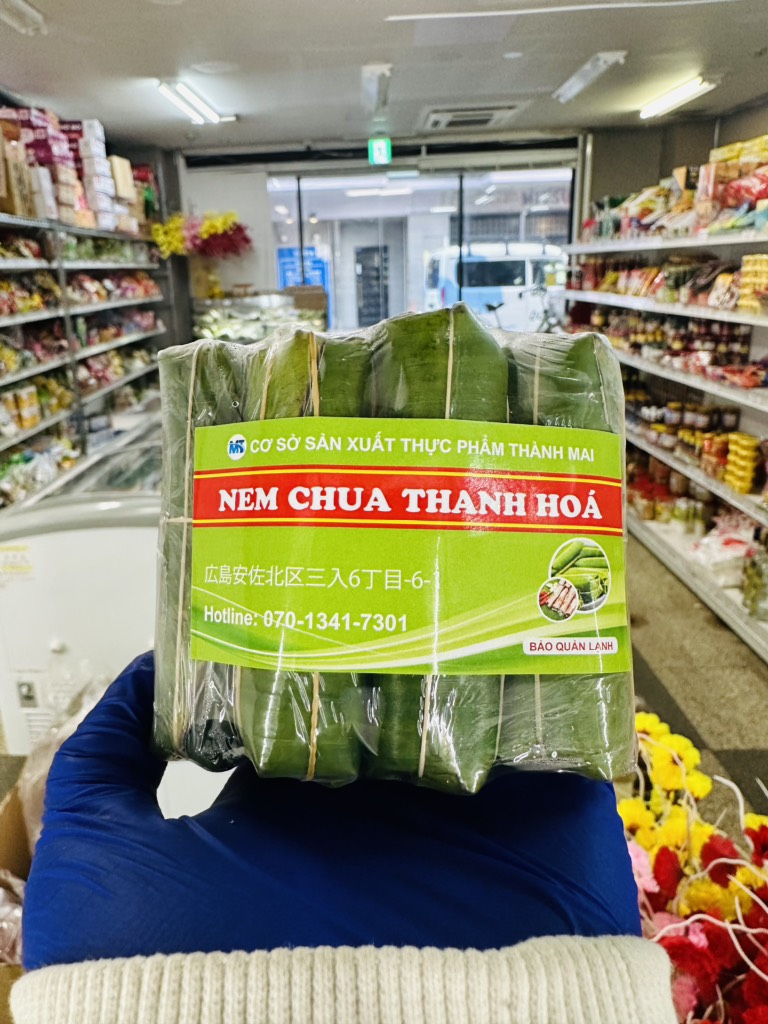 CƠ SỞ SẢN XUẤT THỰC PHẨM THÀNH MAI
NEM CHUA THANH HOÁ
広島安佐北区三入6丁目-6-1
Hotline: 070-1341-7301
BẢO QUẢN LẠNH